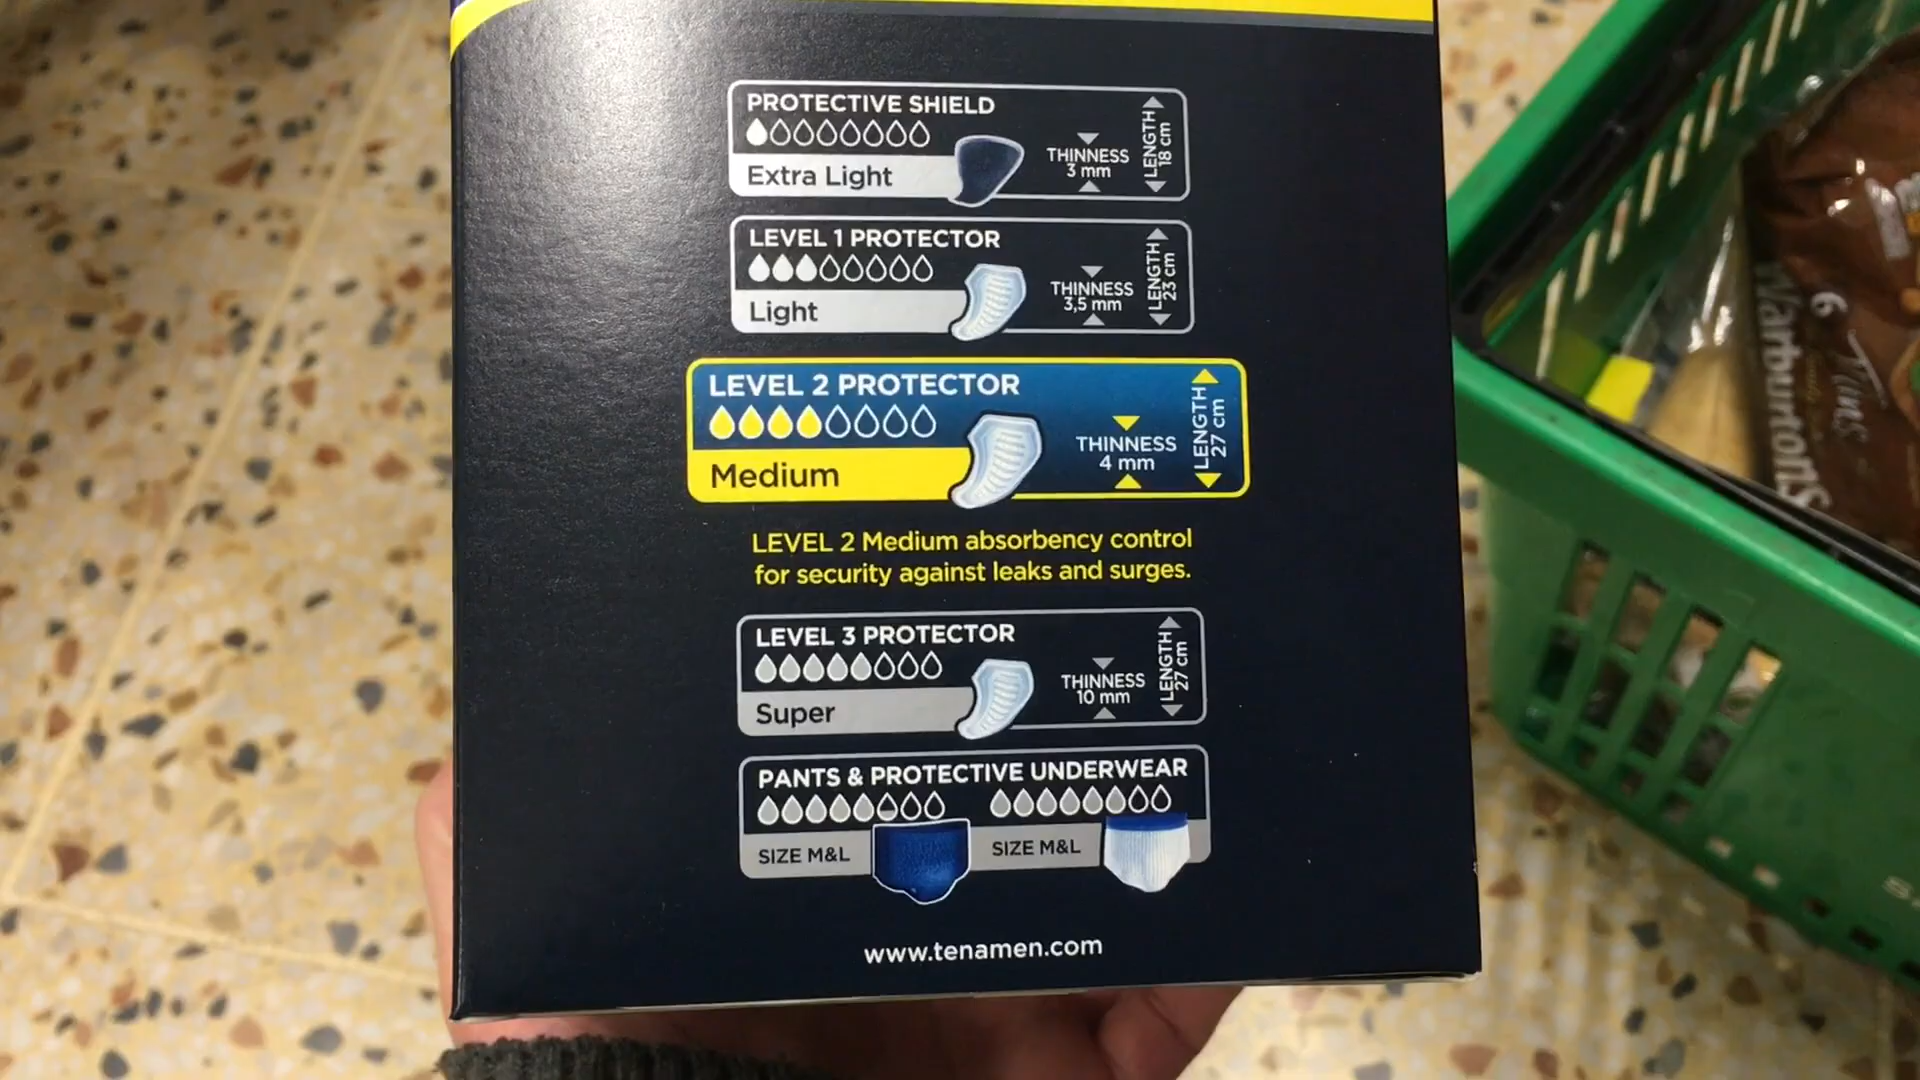 PROTECTIVE SHIELD
Extra Light
THINNESS
3 mm
LENGTH
18 cm
LEVEL 1 PROTECTOR
Light
THINNESS
3,5 mm
LENGTH
23 cm
LEVEL 2 PROTECTOR
Medium
THINNESS
4 mm
LENGTH
27 cm
LEVEL 2 Medium absorbency control
for security against leaks and surges.
LEVEL 3 PROTECTOR
Super
THINNESS
10 mm
LENGTH
27 cm
PANTS & PROTECTIVE UNDERWEAR
SIZE M&L
SIZE M&L
www.tenamen.com
6
Thins
Warburtons